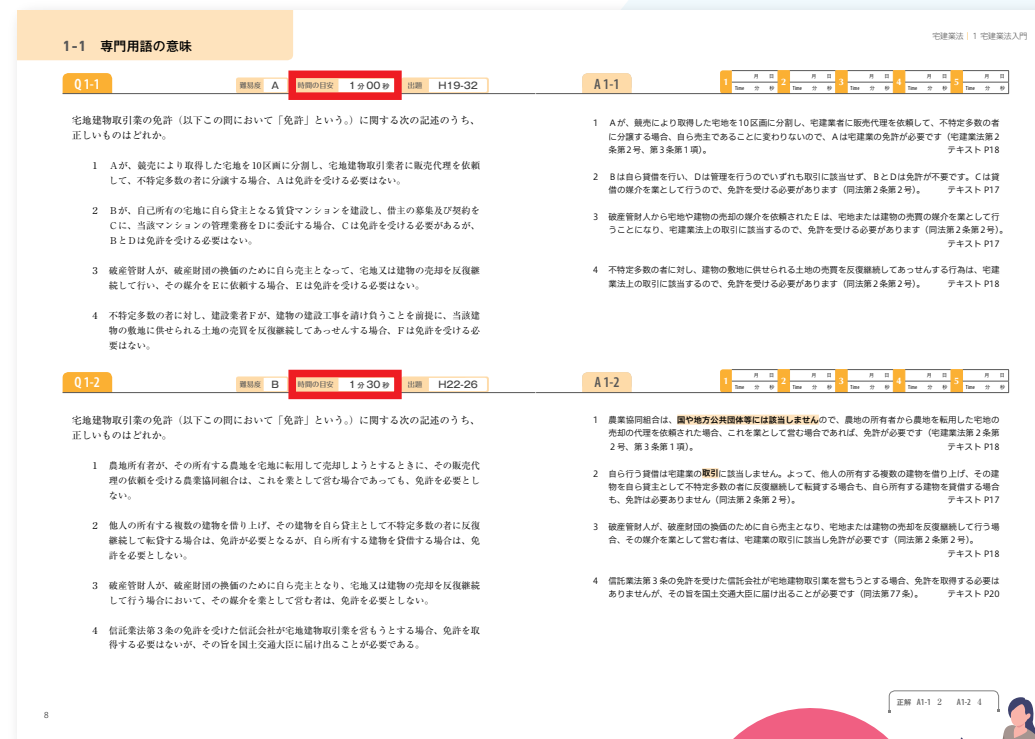 宅建業法｜1 宅建業法入門
1-1 専門用語の意味
Q 1-1
難易度 A 時間の目安 1分00秒 出題 H19-32
宅地建物取引業の免許（以下この問において「免許」という。）に関する次の記述のうち、
正しいものはどれか。
1 Ａが、競売により取得した宅地を10区画に分割し、宅地建物取引業者に販売代理を依頼
して、不特定多数の者に分譲する場合、Ａは免許を受ける必要はない。
2 Ｂが、自己所有の宅地に自ら貸主となる賃貸マンションを建設し、借主の募集及び契約を
Ｃに、当該マンションの管理業務をＤに委託する場合、Ｃは免許を受ける必要があるが、
ＢとＤは免許を受ける必要はない。
3 破産管財人が、破産財団の換価のために自ら売主となって、宅地又は建物の売却を反復継
続して行い、その媒介をＥに依頼する場合、Ｅは免許を受ける必要はない。
4 不特定多数の者に対し、建設業者Ｆが、建物の建設工事を請け負うことを前提に、当該建
物の敷地に供せられる土地の売買を反復継続してあっせんする場合、Ｆは免許を受ける必
要はない。
Q 1-2
難易度 B 時間の目安 1分30秒 出題 H22-26
宅地建物取引業の免許（以下この問において「免許」という。）に関する次の記述のうち、
正しいものはどれか。
1 農地所有者が、その所有する農地を宅地に転用して売却しようとするときに、その販売代
理の依頼を受ける農業協同組合は、これを業として営む場合であっても、免許を必要とし
ない。
2 他人の所有する複数の建物を借り上げ、その建物を自ら貸主として不特定多数の者に反復
継続して転貸する場合は、免許が必要となるが、自ら所有する建物を貸借する場合は、免
許を必要としない。
3 破産管財人が、破産財団の換価のために自ら売主となり、宅地又は建物の売却を反復継続
して行う場合において、その媒介を業として営む者は、免許を必要としない。
4 信託業法第３条の免許を受けた信託会社が宅地建物取引業を営もうとする場合、免許を取
得する必要はないが、その旨を国土交通大臣に届け出ることが必要である。
8
A 1-1
1 月 日 2 月 日 3 月 日 4 月 日 5 月 日
Time 分 秒 Time 分 秒 Time 分 秒 Time 分 秒 Time 分 秒
1 Ａが、競売により取得した宅地を10区画に分割し、宅建業者に販売代理を依頼して、不特定多数の者
に分譲する場合、自ら売主であることに変わりないので、Ａは宅建業の免許が必要です（宅建業法第2
条第2号、第3条第1項）。 テキスト P18
2 Ｂは自ら貸借を行い、Ｄは管理を行うのでいずれも取引に該当せず、ＢとＤは免許が不要です。Ｃは貸
借の媒介を業として行うので、免許を受ける必要があります（同法第2条第2号）。 テキスト P17
3 破産管財人から宅地や建物の売却の媒介を依頼されたＥは、宅地または建物の売買の媒介を業として行
うことになり、宅建業法上の取引に該当するので、免許を受ける必要があります（同法第2条第2号）。
テキスト P17
4 不特定多数の者に対し、建物の敷地に供せられる土地の売買を反復継続してあっせんする行為は、宅建
業法上の取引に該当するので、免許を受ける必要があります（同法第2条第2号）。 テキスト P18
A 1-2
1 月 日 2 月 日 3 月 日 4 月 日 5 月 日
Time 分 秒 Time 分 秒 Time 分 秒 Time 分 秒 Time 分 秒
1 農業協同組合は、国や地方公共団体等には該当しませんので、農地の所有者から農地を転用した宅地の
売却の代理を依頼された場合、これを業として営む場合であれば、免許が必要です（宅建業法第２条第
２号、第３条第１項）。 テキスト P18
2 自ら行う貸借は宅建業の取引に該当しません。よって、他人の所有する複数の建物を借り上げ、その建
物を自ら貸主として不特定多数の者に反復継続して転貸する場合も、自ら所有する建物を貸借する場合
も、免許は必要ありません（同法第２条第２号）。 テキスト P17
3 破産管財人が、破産財団の換価のために自ら売主となり、宅地または建物の売却を反復継続して行う場
合、その媒介を業として営む者は、宅建業の取引に該当し免許が必要です（同法第２条第２号）。
テキスト P18
4 信託業法第３条の免許を受けた信託会社が宅地建物取引業を営もうとする場合、免許を取得する必要は
ありませんが、その旨を国土交通大臣に届け出ることが必要です（同法第77条）。 テキスト P20
正解 A1-1 2 A1-2 4